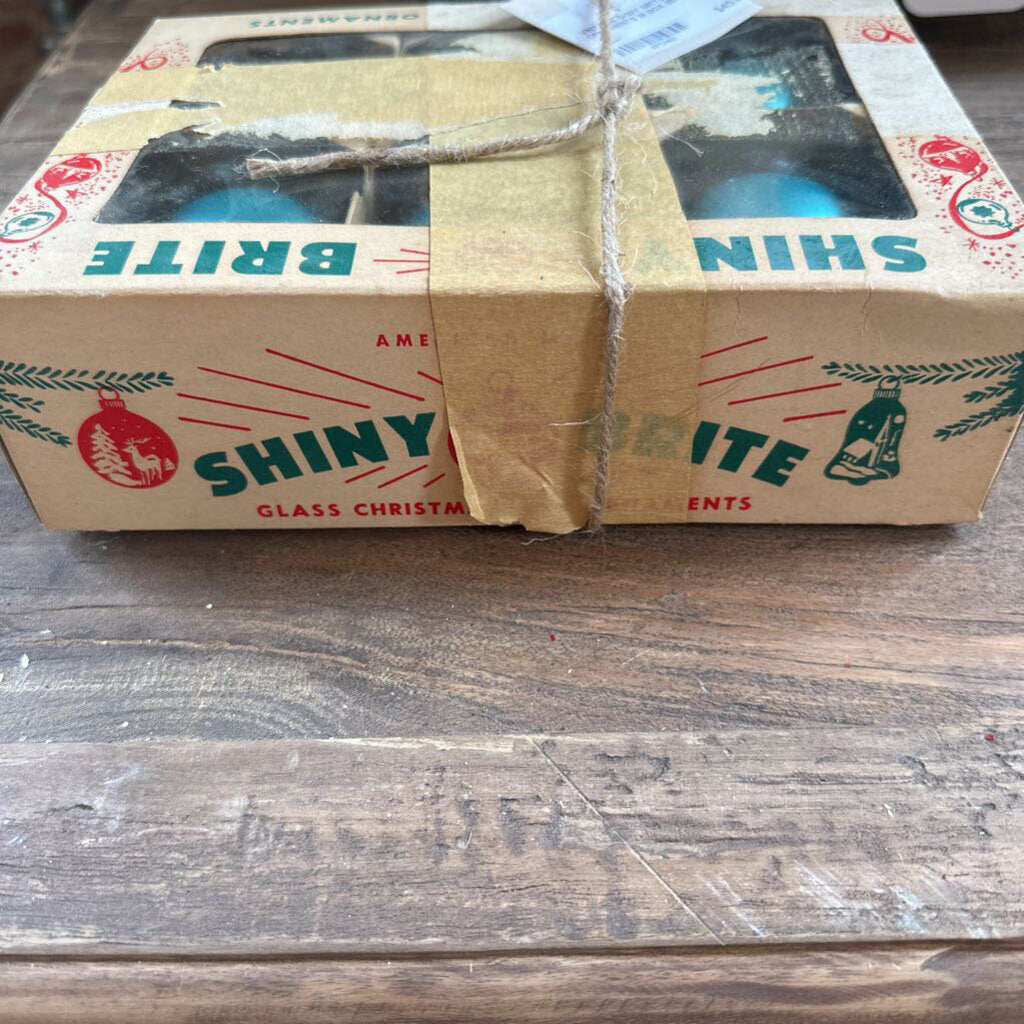 ORNAMENTS
SHINY
BRITE
AME
SHINY BRITE
GLASS CHRISTM ENTS